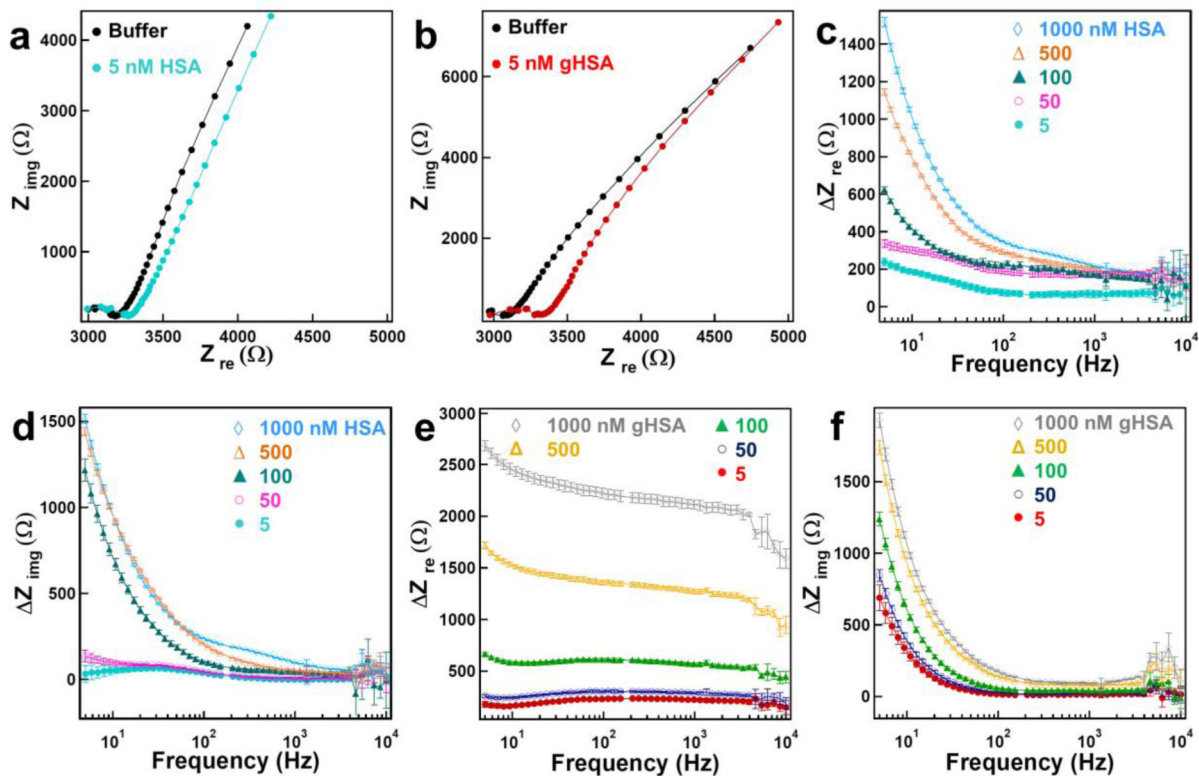 a
Buffer
5 nM HSA
4000
3000
2000
1000
Z img (Ω)
3000
3500
4000
4500
5000
Z re (Ω)
b
Buffer
5 nM gHSA
6000
4000
2000
Z img (Ω)
3000
3500
4000
4500
5000
Z re (Ω)
c
1000 nM HSA
500
100
50
5
1400
1200
1000
800
600
400
200
0
ΔZ re (Ω)
10¹
10²
10³
10⁴
Frequency (Hz)
d
1000 nM HSA
500
100
50
5
1500
1000
500
0
ΔZ img (Ω)
10¹
10²
10³
10⁴
Frequency (Hz)
e
1000 nM gHSA
500
100
50
5
3000
2500
2000
1500
1000
500
ΔZ re (Ω)
10¹
10²
10³
10⁴
Frequency (Hz)
f
1000 nM gHSA
500
100
50
5
1500
1000
500
0
ΔZ img (Ω)
10¹
10²
10³
10⁴
Frequency (Hz)